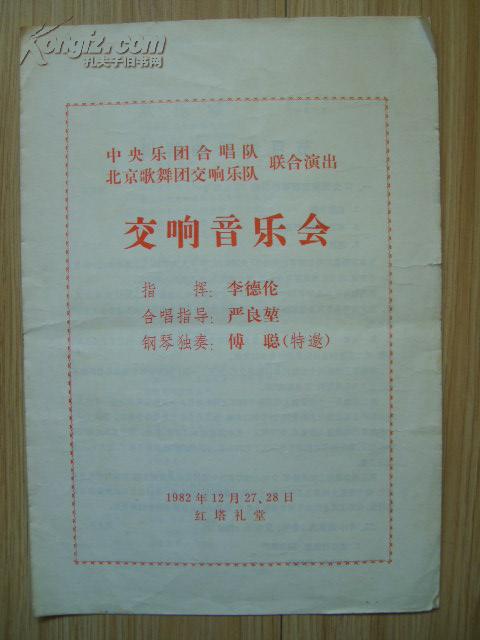 Kongfz.com
孔夫子旧书网
中央乐团合唱队
北京歌舞团交响乐队
联合演出
交响音乐会
指 挥: 李德伦
合唱指导: 严良堃
钢琴独奏: 傅 聪(特邀)
1982年12月27、28日
红塔礼堂